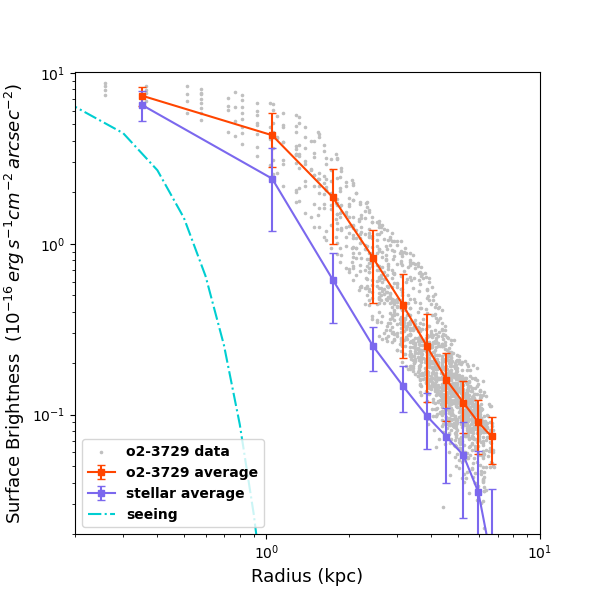 10¹
10⁰
10⁻¹
Surface Brightness (10⁻¹⁶ erg s⁻¹cm⁻² arcsec⁻²)
o2-3729 data
o2-3729 average
stellar average
seeing
10⁰
10¹
Radius (kpc)